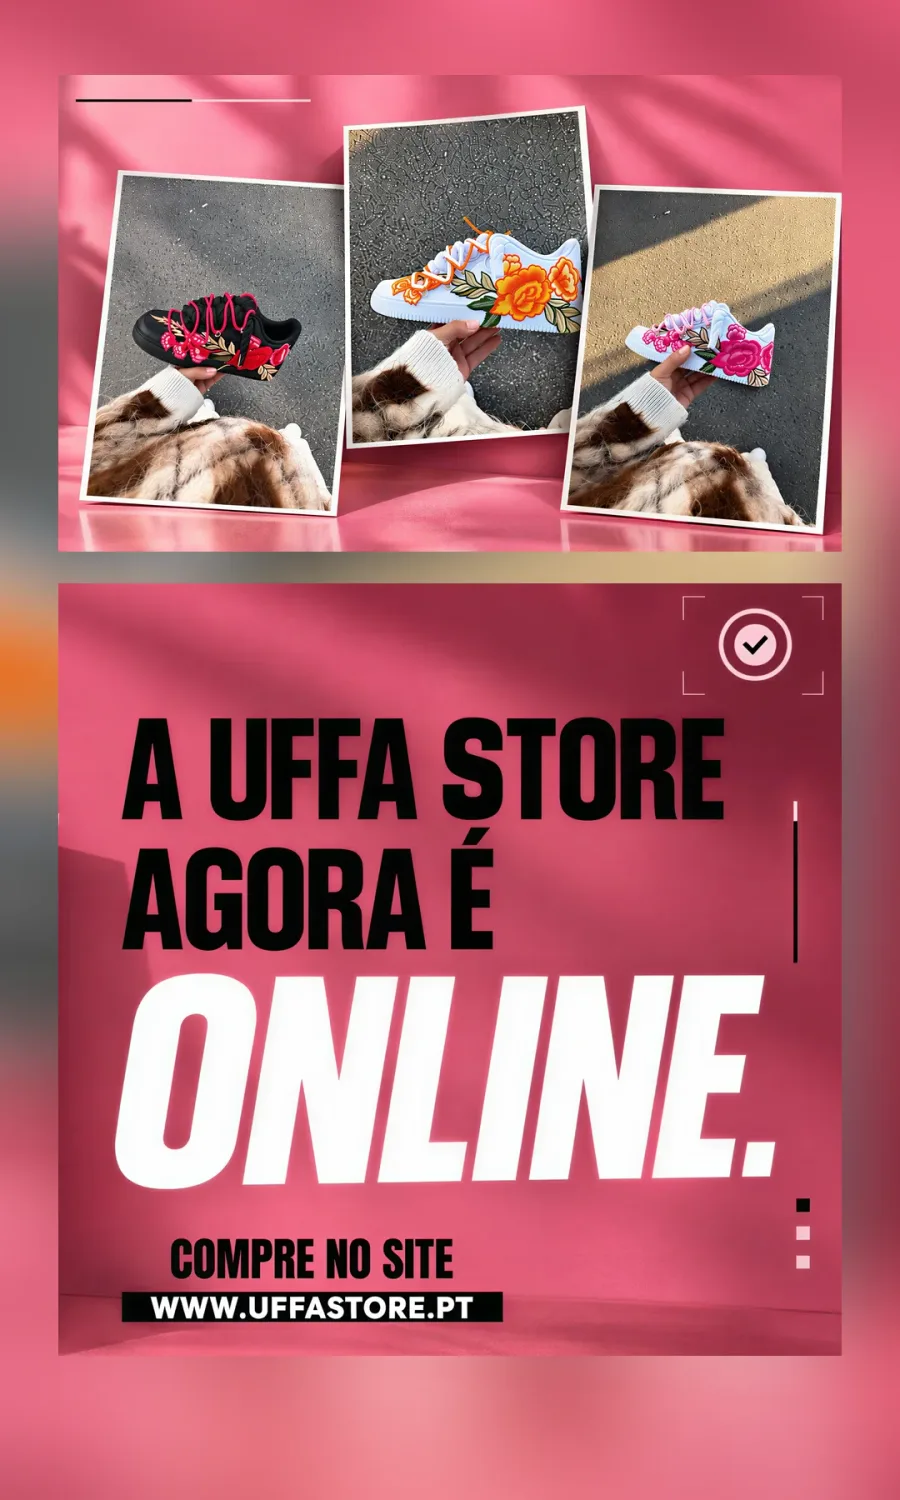 A UFFA STORE
AGORA É
ONLINE.
COMPRE NO SITE
WWW.UFFASTORE.PT